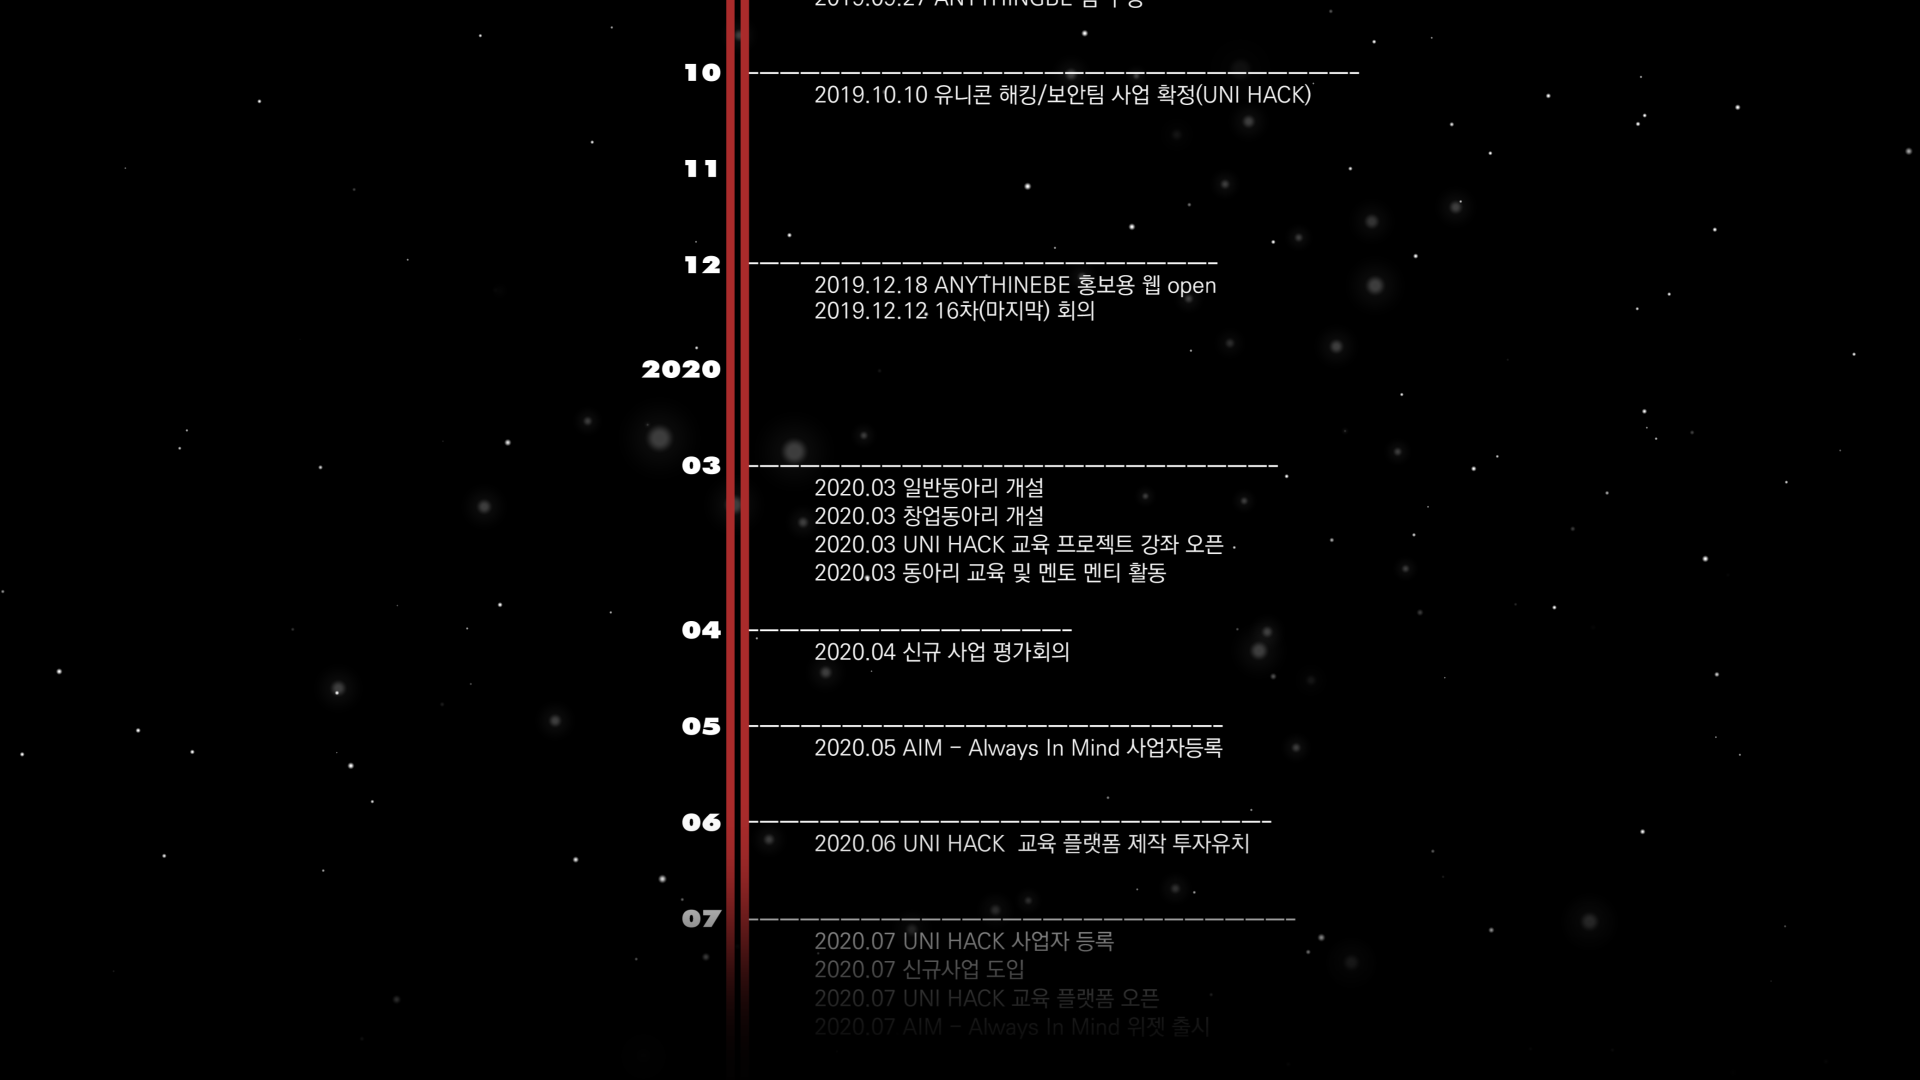 2019.09.27 ANYTHINGBE
10
2019.10.10 유니콘 해킹/보안팀 사업 확정(UNI HACK)
11
12
2019.12.18 ANYTHINEBE 홍보용 웹 open
2019.12.12 16차(마지막) 회의
2020
03
2020.03 일반동아리 개설
2020.03 창업동아리 개설
2020.03 UNI HACK 교육 프로젝트 강좌 오픈
2020.03 동아리 교육 및 멘토 멘티 활동
04
2020.04 신규 사업 평가회의
05
2020.05 AIM - Always In Mind 사업자등록
06
2020.06 UNI HACK  교육 플랫폼 제작 투자유치
07
2020.07 UNI HACK 사업자 등록
2020.07 신규사업 도입
2020.07 UNI HACK 교육 플랫폼 오픈
2020.07 AIM - Always In Mind 위젯 출시